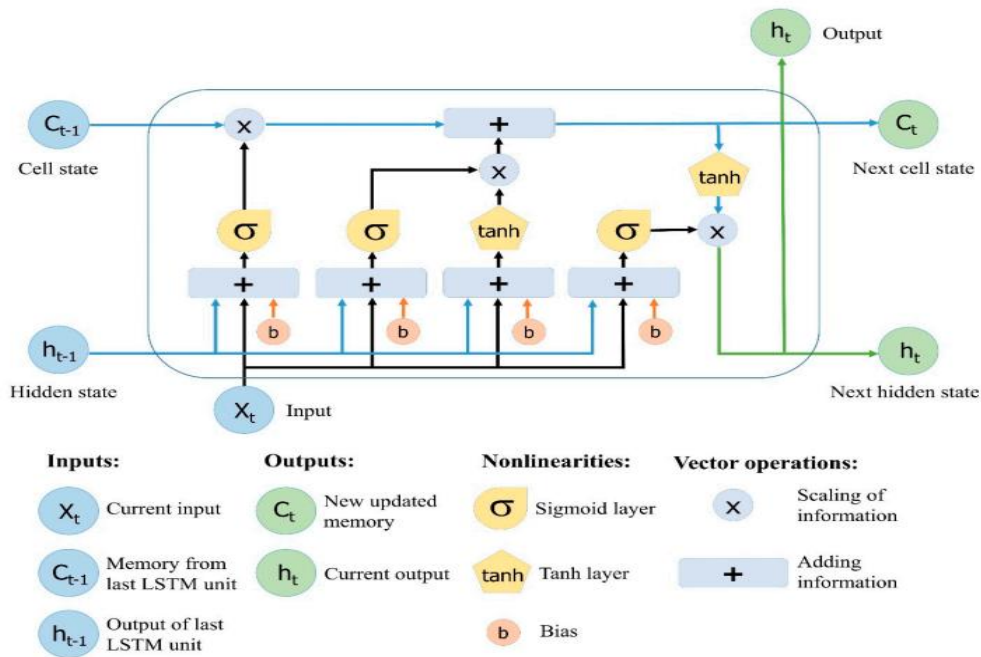 hₜ Output
Cₜ₋₁ × + Cₜ
Cell state Next cell state
tanh
×
σ σ tanh σ ×
+ + + +
b b b b
hₜ₋₁ hₜ
Hidden state Next hidden state
Xₜ Input
Inputs: Outputs: Nonlinearities: Vector operations:
Xₜ Current input
Cₜ New updated
memory
σ Sigmoid layer
× Scaling of
information
Cₜ₋₁ Memory from
last LSTM unit
hₜ Current output
tanh Tanh layer
+ Adding
information
hₜ₋₁ Output of last
LSTM unit
b Bias